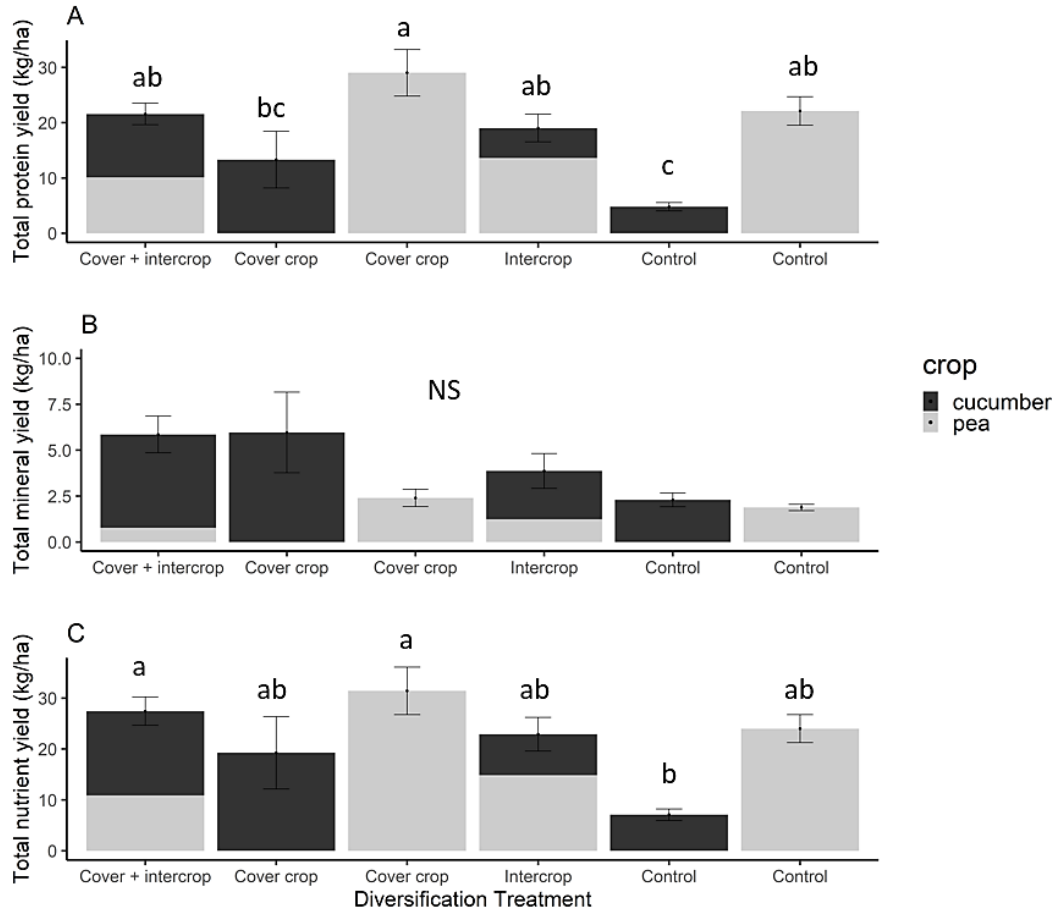 A
Total protein yield (kg/ha)
30
20
10
0
ab
bc
a
ab
c
ab
Cover + intercrop Cover crop Cover crop Intercrop Control Control
B
Total mineral yield (kg/ha)
10.0
7.5
5.0
2.5
0.0
NS
Cover + intercrop Cover crop Cover crop Intercrop Control Control
crop
cucumber
pea
C
Total nutrient yield (kg/ha)
30
20
10
0
a
ab
a
ab
b
ab
Cover + intercrop Cover crop Cover crop Intercrop Control Control
Diversification Treatment